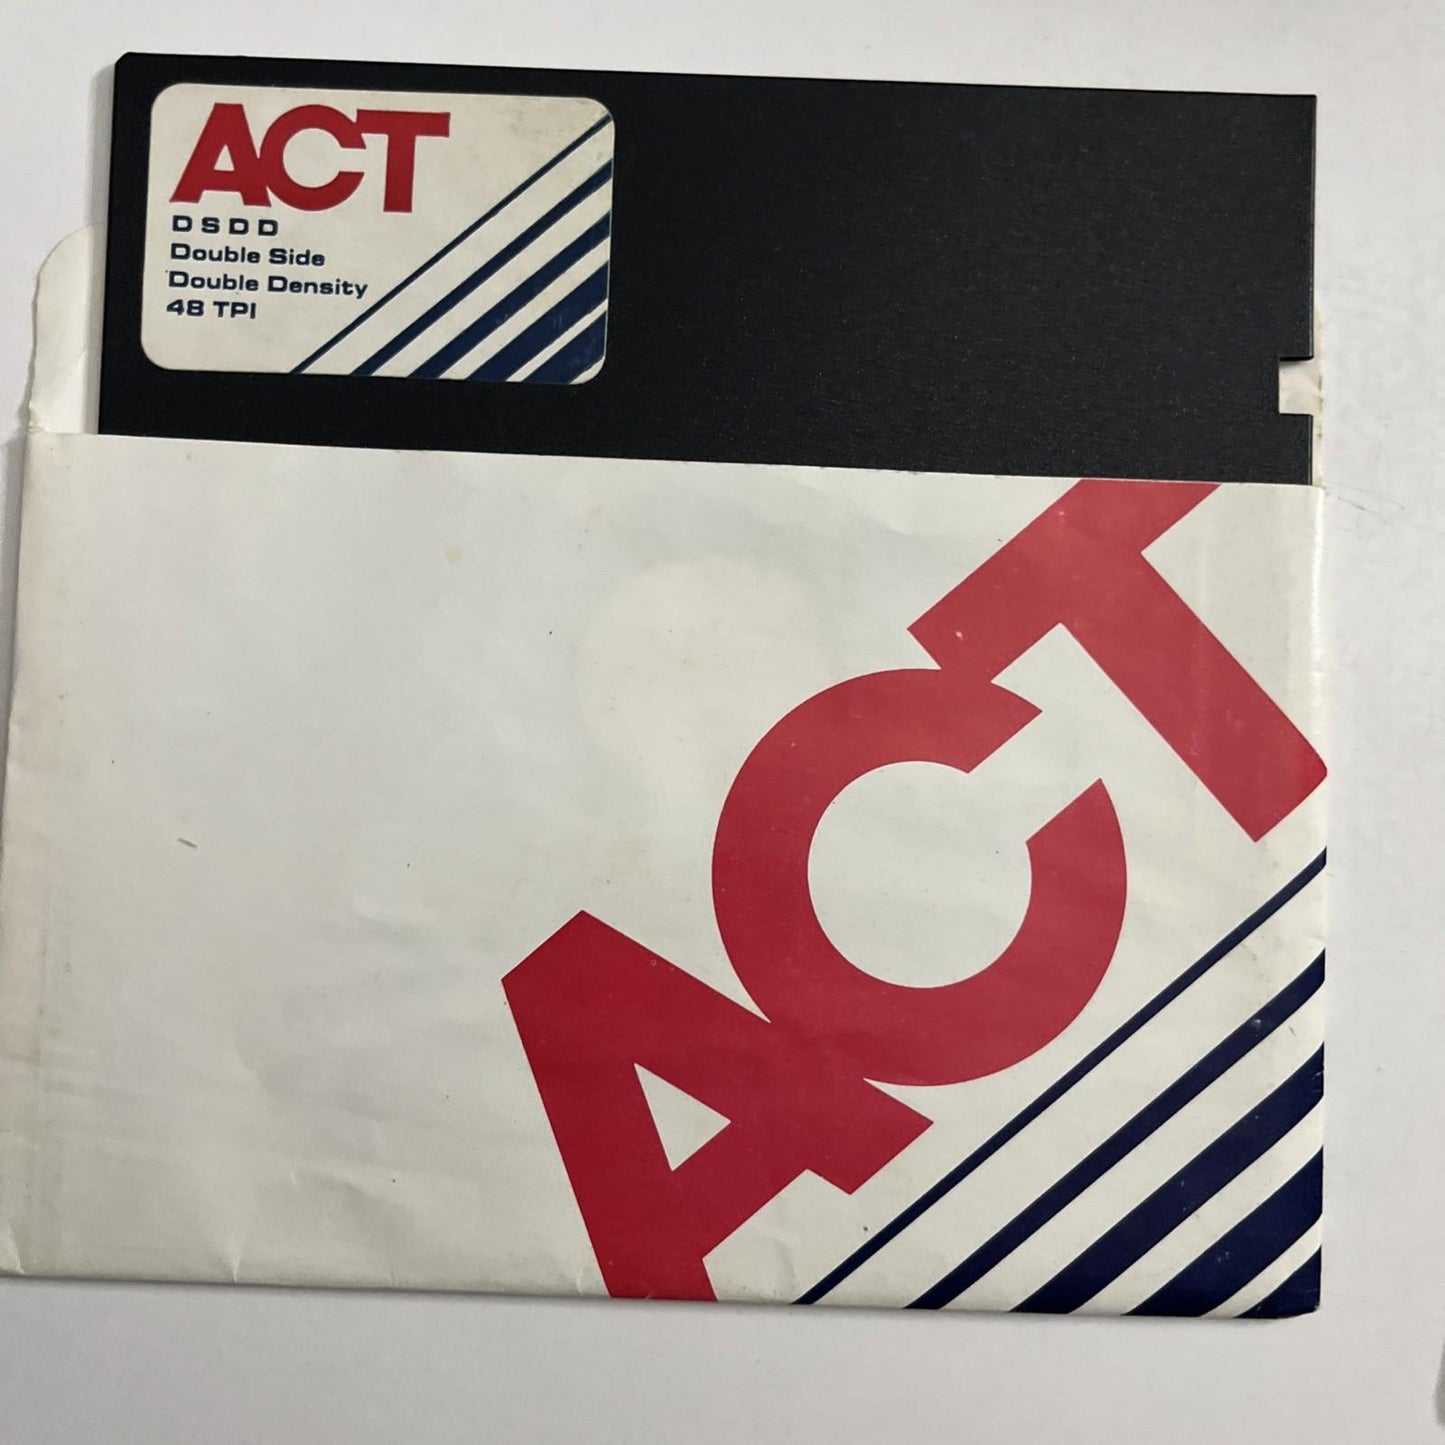 ACT
DSDD
Double Side
Double Density
48 TPI
ACT